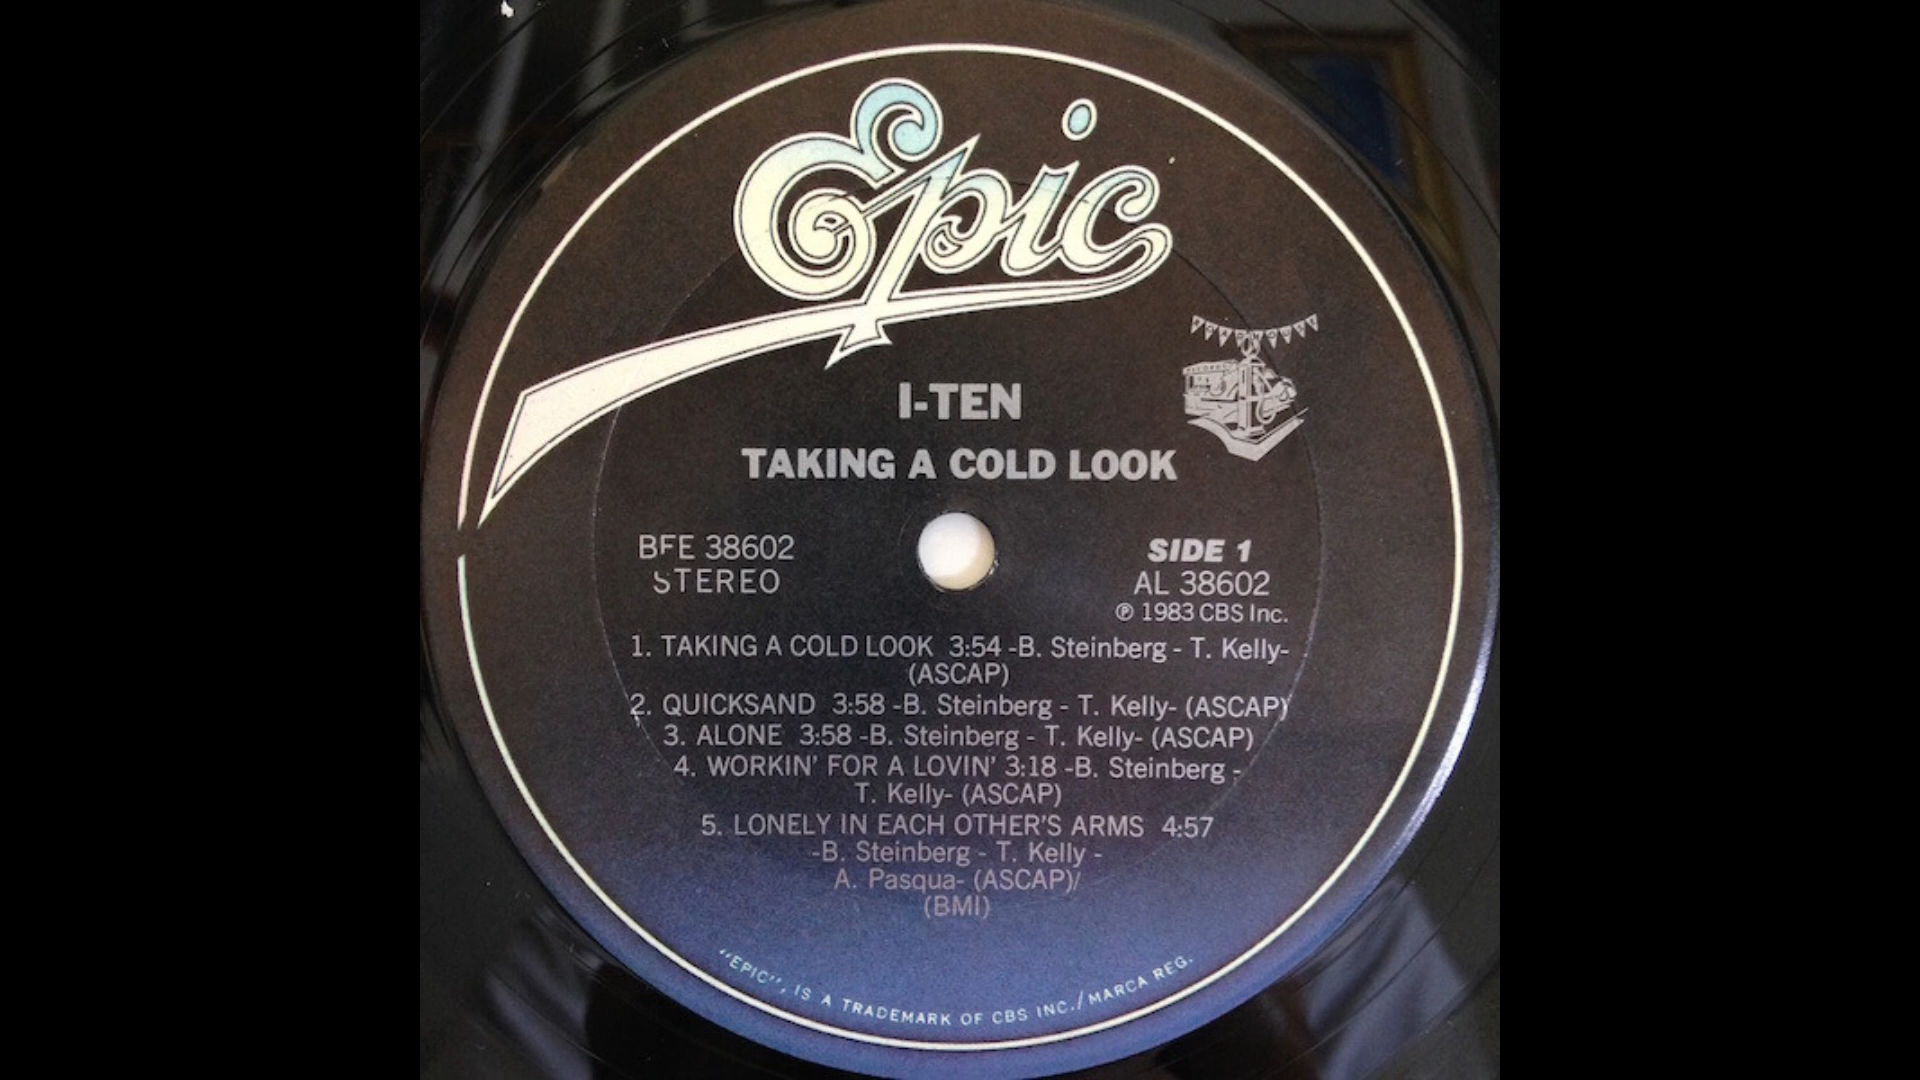 Epic
I-TEN
TAKING A COLD LOOK
BFE 38602
STEREO
SIDE 1
AL 38602
℗ 1983 CBS Inc.
1. TAKING A COLD LOOK 3:54 -B. Steinberg - T. Kelly-
(ASCAP)
2. QUICKSAND 3:58 -B. Steinberg - T. Kelly- (ASCAP)
3. ALONE 3:58 -B. Steinberg - T. Kelly- (ASCAP)
4. WORKIN' FOR A LOVIN' 3:18 -B. Steinberg -
T. Kelly- (ASCAP)
5. LONELY IN EACH OTHER'S ARMS 4:57
-B. Steinberg - T. Kelly -
A. Pasqua- (ASCAP)/
(BMI)
"EPIC", IS A TRADEMARK OF CBS INC./MARCA REG.